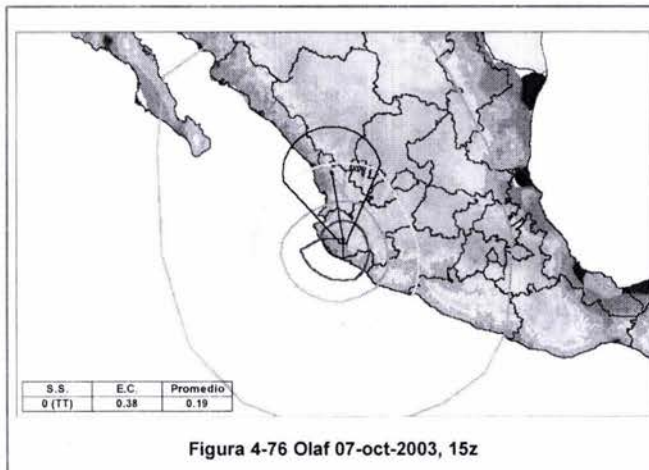 S.S. E.C. Promedio
0 (TT) 0.38 0.19
Figura 4-76 Olaf 07-oct-2003, 15z